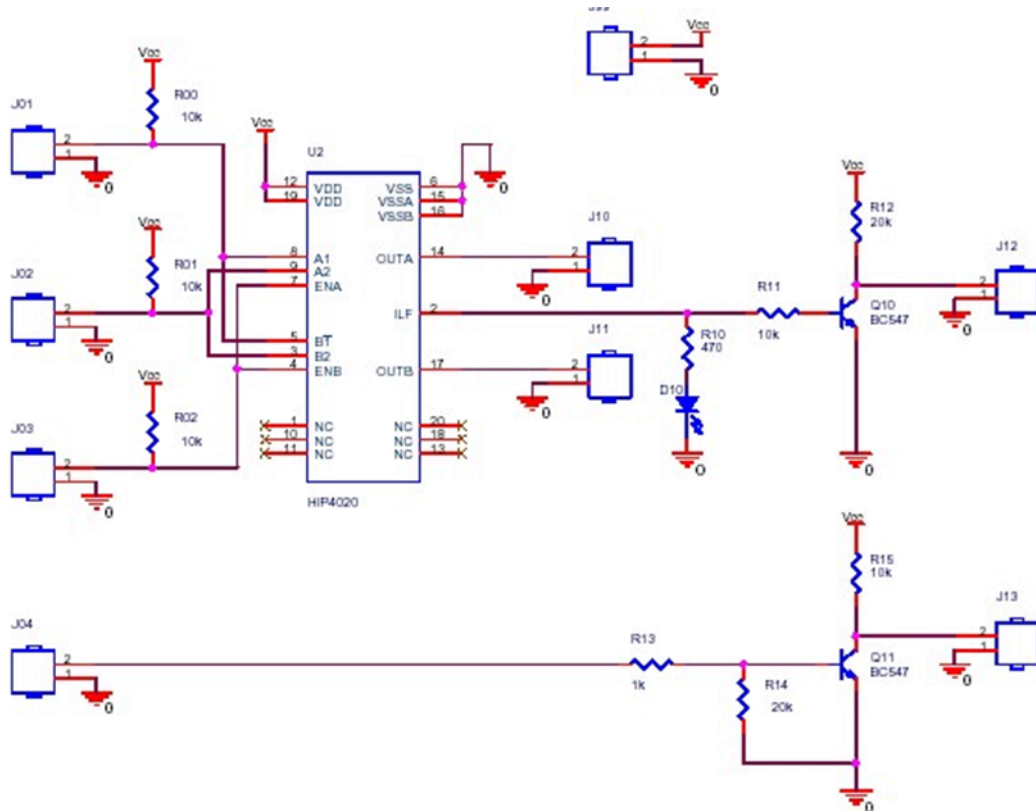 Vcc
2
1
0
J01
Vcc
R00
10k
2
1
0
J02
Vcc
R01
10k
2
1
0
J03
Vcc
R02
10k
2
1
0
Vcc
U2
12 VDD
19 VDD
8 A1
9 A2
7 ENA
5 B1
3 B2
4 ENB
1 NC
10 NC
11 NC
VSS 6
VSSA 15
VSSB 16
OUTA 14
ILF 2
OUTB 17
NC 20
NC 18
NC 13
HIP4020
0
J10
2
1
0
J11
2
1
0
R10
470
D10
0
R11
10k
Vcc
R12
20k
Q10
BC547
0
J12
2
1
0
J04
2
1
0
R13
1k
R14
20k
Vcc
R15
10k
Q11
BC547
0
J13
2
1
0